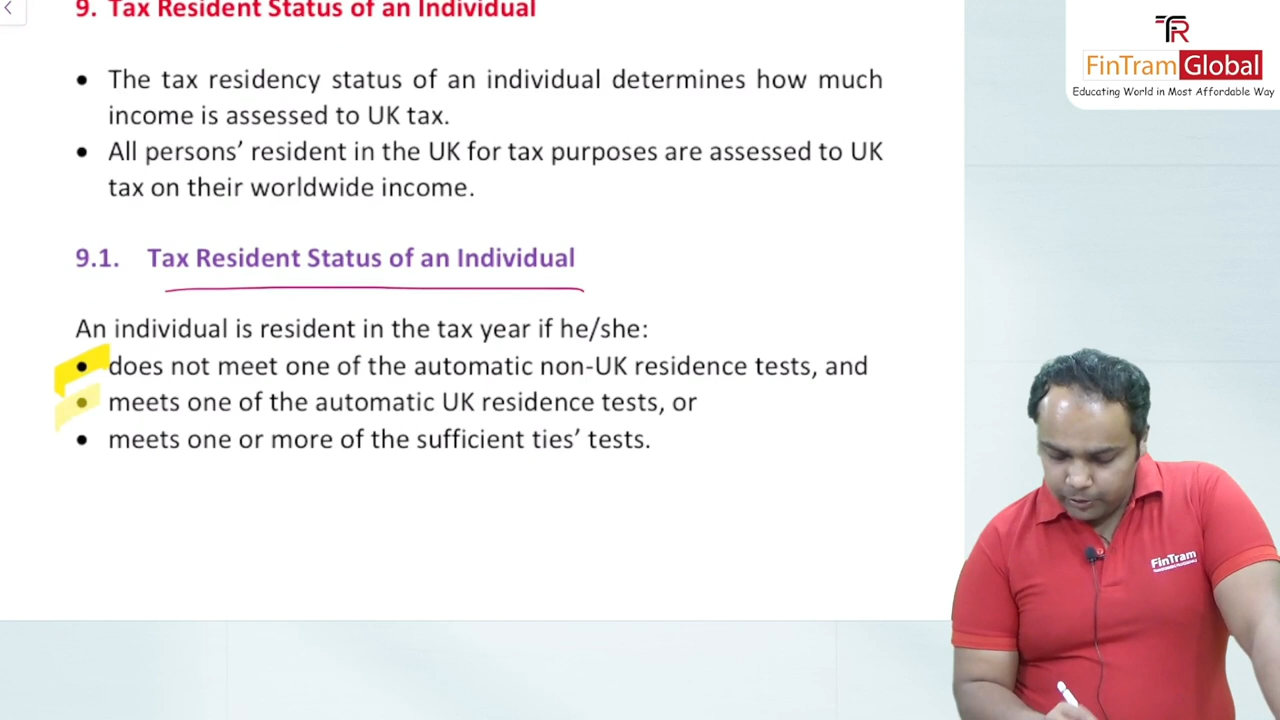 9. Tax Resident Status of an Individual
• The tax residency status of an individual determines how much
income is assessed to UK tax.
• All persons’ resident in the UK for tax purposes are assessed to UK
tax on their worldwide income.
9.1. Tax Resident Status of an Individual
An individual is resident in the tax year if he/she:
• does not meet one of the automatic non-UK residence tests, and
• meets one of the automatic UK residence tests, or
• meets one or more of the sufficient ties’ tests.
FinTram Global
Educating World in Most Affordable Way
FinTram